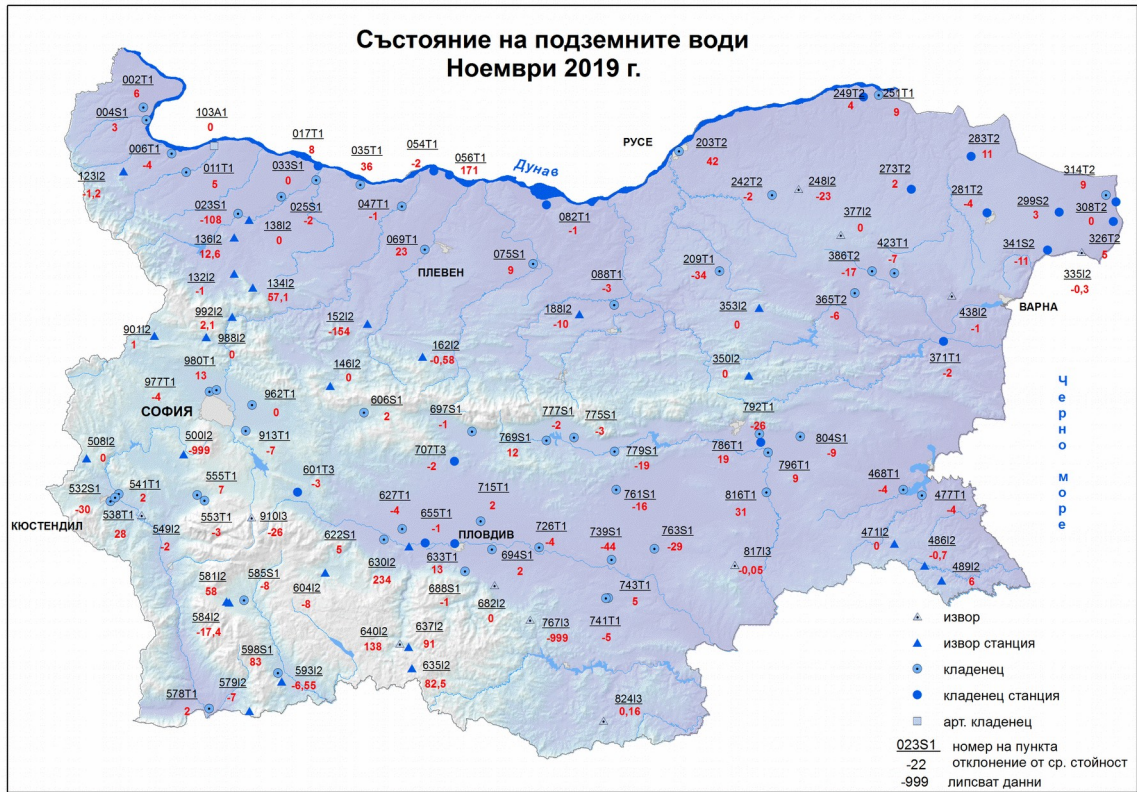 Състояние на подземните води
Ноември 2019 г.
002T1
6
004S1
3
103A1
0
006T1
-4
011T1
5
123I2
-1,2
017T1
8
033S1
0
035T1
36
054T1
-2
056T1
171
Дунав
РУСЕ
203T2
42
249T2
4
251T1
9
283T2
11
273T2
2
314T2
9
242T2
-2
248I2
-23
281T2
-4
299S2
3
308T2
0
326T2
5
023S1
-108
025S1
-2
047T1
-1
082T1
-1
138I2
0
136I2
12,6
377I2
0
423T1
-7
341S2
-11
335I2
-0,3
069T1
23
ПЛЕВЕН
075S1
9
088T1
-3
209T1
-34
386T2
-17
365T2
-6
132I2
-1
134I2
57,1
438I2
-1
ВАРНА
992I2
2,1
152I2
-154
188I2
-10
353I2
0
901I2
1
988I2
0
162I2
-0,58
371T1
-2
350I2
0
980T1
13
146I2
0
977T1
-4
СОФИЯ
962T1
0
606S1
2
697S1
-1
777S1
-2
775S1
-3
792T1
-26
Черно море
500I2
-999
913T1
-7
508I2
0
769S1
12
779S1
-19
786T1
19
804S1
-9
707T3
-2
796T1
9
555T1
7
601T3
-3
541T1
2
532S1
-30
468T1
-4
477T1
-4
761S1
-16
816T1
31
715T1
2
627T1
-4
КЮСТЕНДИЛ
538T1
28
553T1
-3
910I3
-26
655T1
-1
ПЛОВДИВ
726T1
-4
739S1
-44
763S1
-29
549I2
-2
622S1
5
471I2
0
486I2
-0,7
817I3
-0,05
630I2
234
633T1
13
694S1
2
489I2
6
581I2
58
585S1
-8
604I2
-8
688S1
-1
682I2
0
743T1
5
584I2
-17,4
767I3
-999
741T1
-5
640I2
138
637I2
91
598S1
83
593I2
-6,55
635I2
82,5
579I2
-7
578T1
2
824I3
0,16
извор
извор станция
кладенец
кладенец станция
арт. кладенец
023S1 номер на пункта
-22 отклонение от ср. стойност
-999 липсват данни